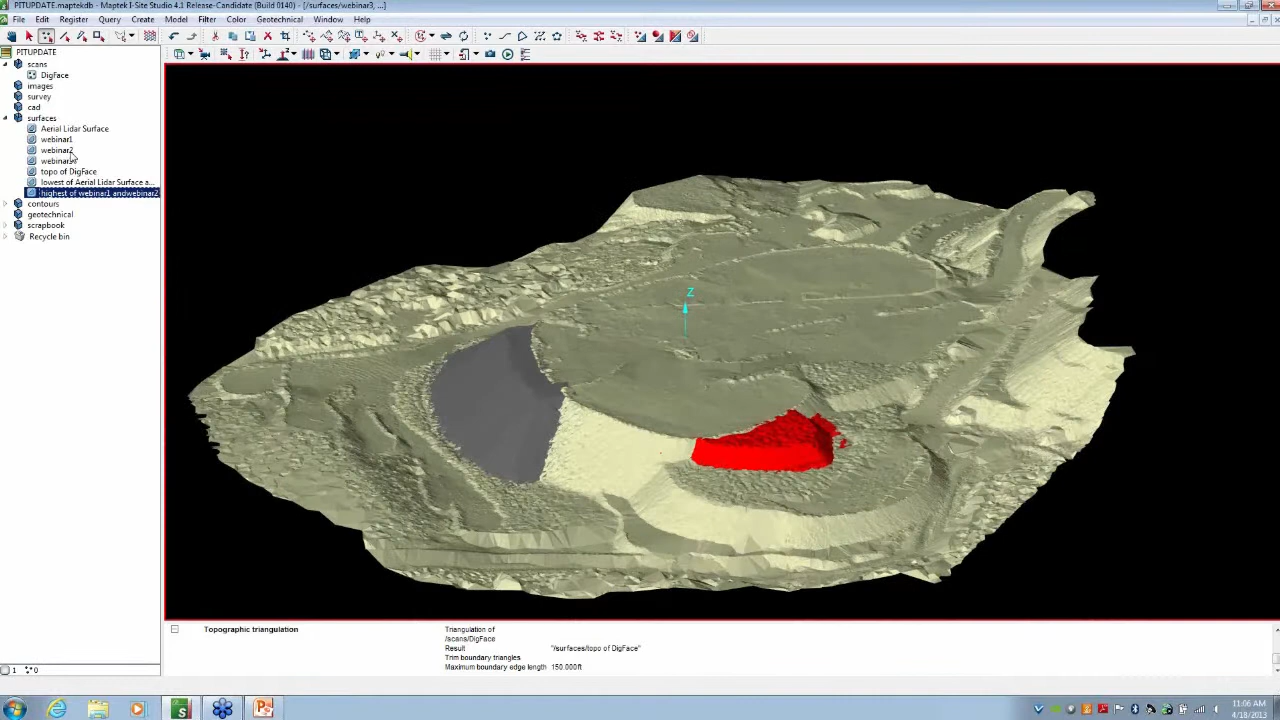 PITUPDATE.maptekdb - Maptek I-Site Studio 4.1 Release-Candidate (Build 0140) - [/surfaces/webinar3, ...]
File Edit Register Query Create Model Filter Color Geotechnical Window Help
PITUPDATE
scans
DigFace
images
survey
cad
surfaces
Aerial Lidar Surface
webinar1
webinar2
topo of DigFace
lowest of Aerial Lidar Surface a...
highest of webinar1 andwebinar2
contours
geotechnical
scrapbook
Recycle bin
Z
Topographic triangulation
Triangulation of
/scans/DigFace
Result "/surfaces/topo of DigFace"
Trim boundary triangles
Maximum boundary edge length 150.000ft
1 0
11:06 AM
4/18/2013